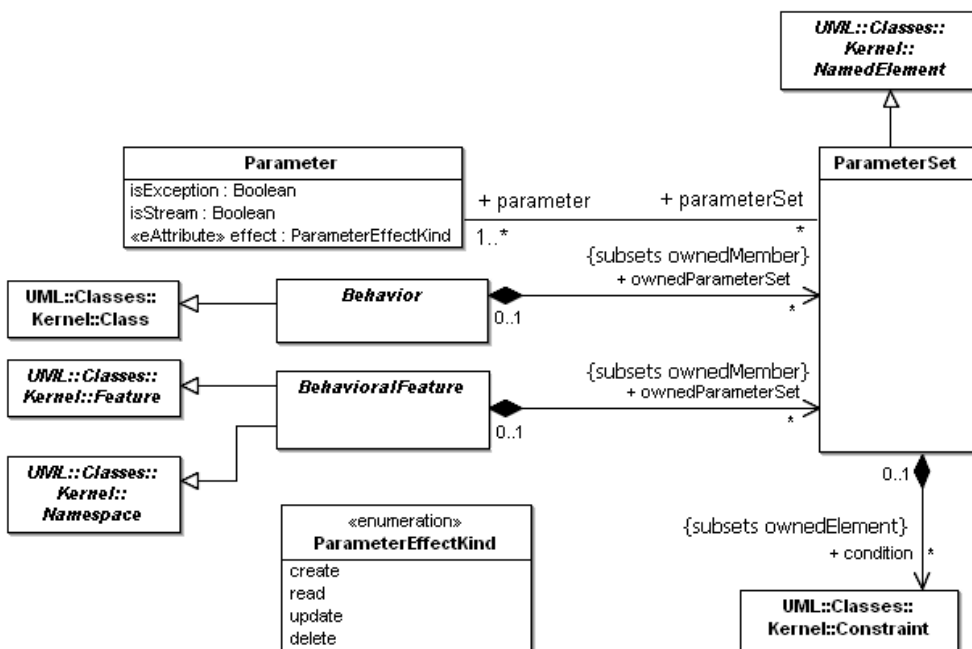 UML::Classes::
Kernel::
NamedElement
Parameter
isException : Boolean
isStream : Boolean
«eAttribute» effect : ParameterEffectKind
ParameterSet
+ parameter
+ parameterSet
1..*
*
{subsets ownedMember}
+ ownedParameterSet
UML::Classes::
Kernel::Class
Behavior
0..1
*
UML::Classes::
Kernel::Feature
BehavioralFeature
{subsets ownedMember}
+ ownedParameterSet
0..1
*
UML::Classes::
Kernel::
Namespace
0..1
«enumeration»
ParameterEffectKind
create
read
update
delete
{subsets ownedElement}
+ condition
*
UML::Classes::
Kernel::Constraint